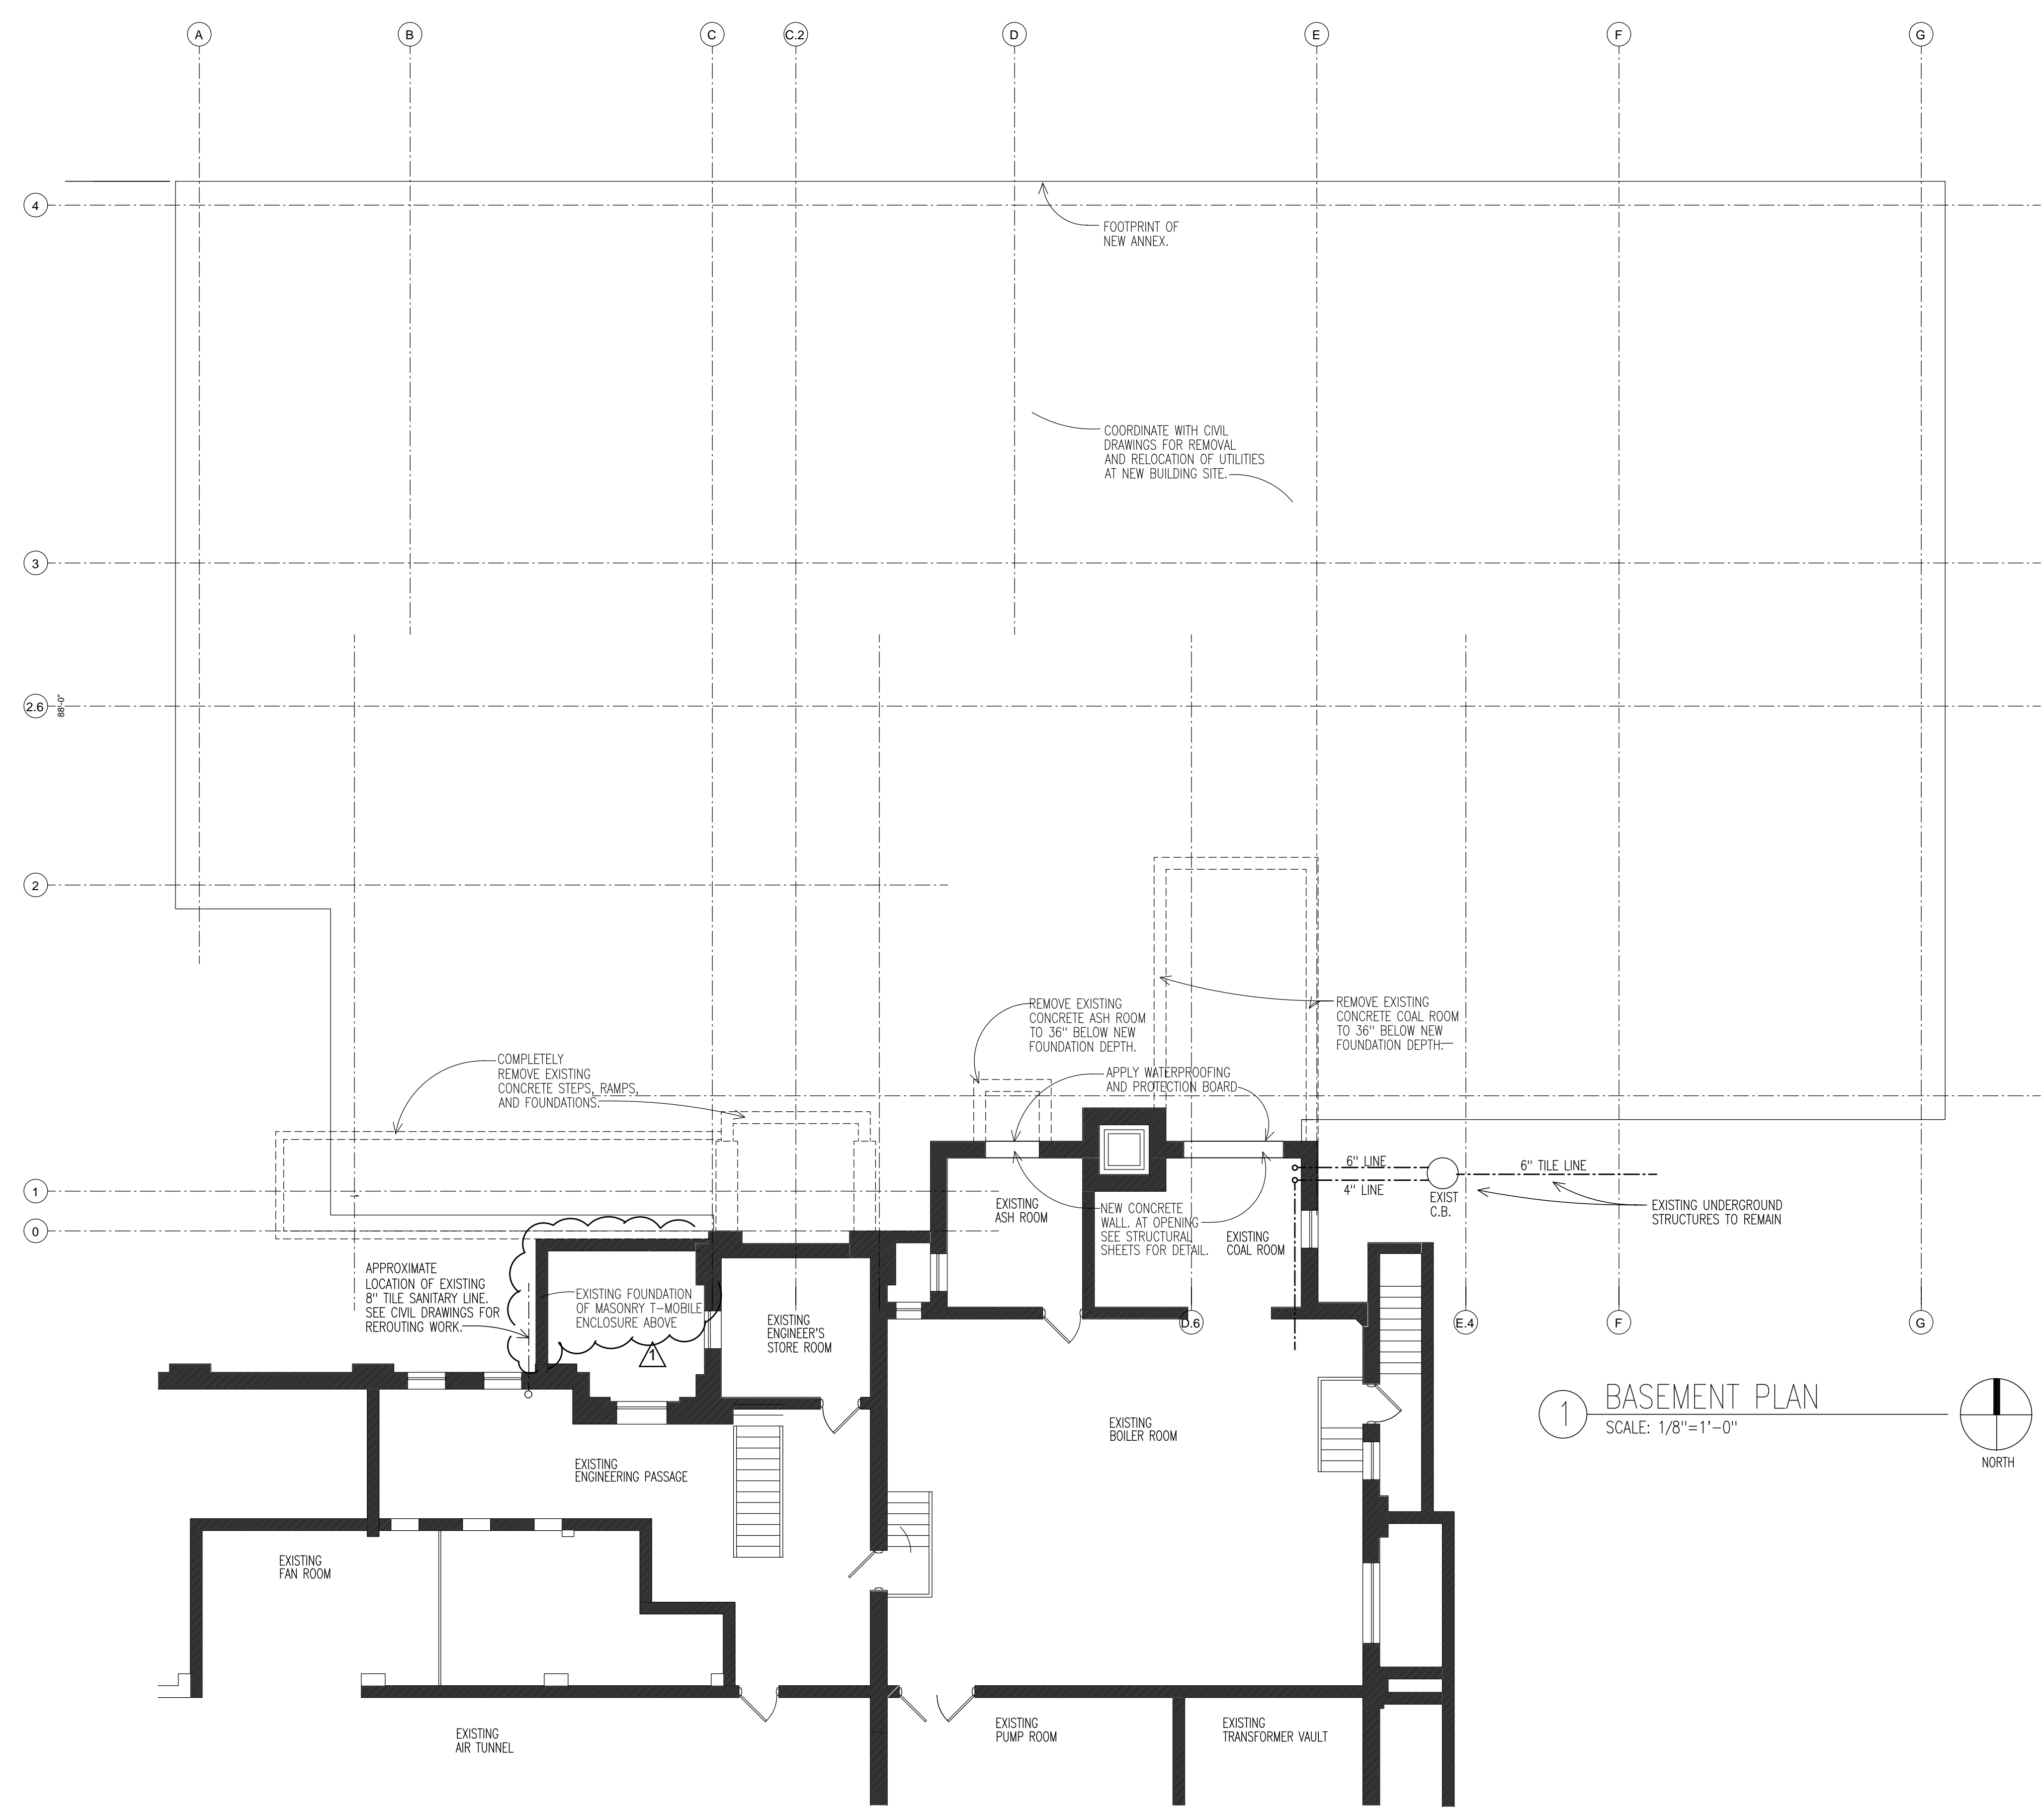 A
B
C
C.2
D
E
F
G
4
FOOTPRINT OF
NEW ANNEX.
COORDINATE WITH CIVIL
DRAWINGS FOR REMOVAL
AND RELOCATION OF UTILITIES
AT NEW BUILDING SITE.
3
2.6
88'-0"
2
REMOVE EXISTING
CONCRETE ASH ROOM
TO 36" BELOW NEW
FOUNDATION DEPTH.
REMOVE EXISTING
CONCRETE COAL ROOM
TO 36" BELOW NEW
FOUNDATION DEPTH.
COMPLETELY
REMOVE EXISTING
CONCRETE STEPS, RAMPS,
AND FOUNDATIONS.
APPLY WATERPROOFING
AND PROTECTION BOARD
1
0
6" LINE
4" LINE
6" TILE LINE
EXIST
C.B.
EXISTING UNDERGROUND
STRUCTURES TO REMAIN
EXISTING
ASH ROOM
NEW CONCRETE
WALL. AT OPENING
SEE STRUCTURAL
SHEETS FOR DETAIL.
EXISTING
COAL ROOM
APPROXIMATE
LOCATION OF EXISTING
8" TILE SANITARY LINE.
SEE CIVIL DRAWINGS FOR
REROUTING WORK.
EXISTING FOUNDATION
OF MASONRY T-MOBILE
ENCLOSURE ABOVE
1
EXISTING
ENGINEER'S
STORE ROOM
D.6
E.4
F
G
EXISTING
BOILER ROOM
1
BASEMENT PLAN
SCALE: 1/8"=1'-0"
NORTH
EXISTING
ENGINEERING PASSAGE
EXISTING
FAN ROOM
EXISTING
AIR TUNNEL
EXISTING
PUMP ROOM
EXISTING
TRANSFORMER VAULT